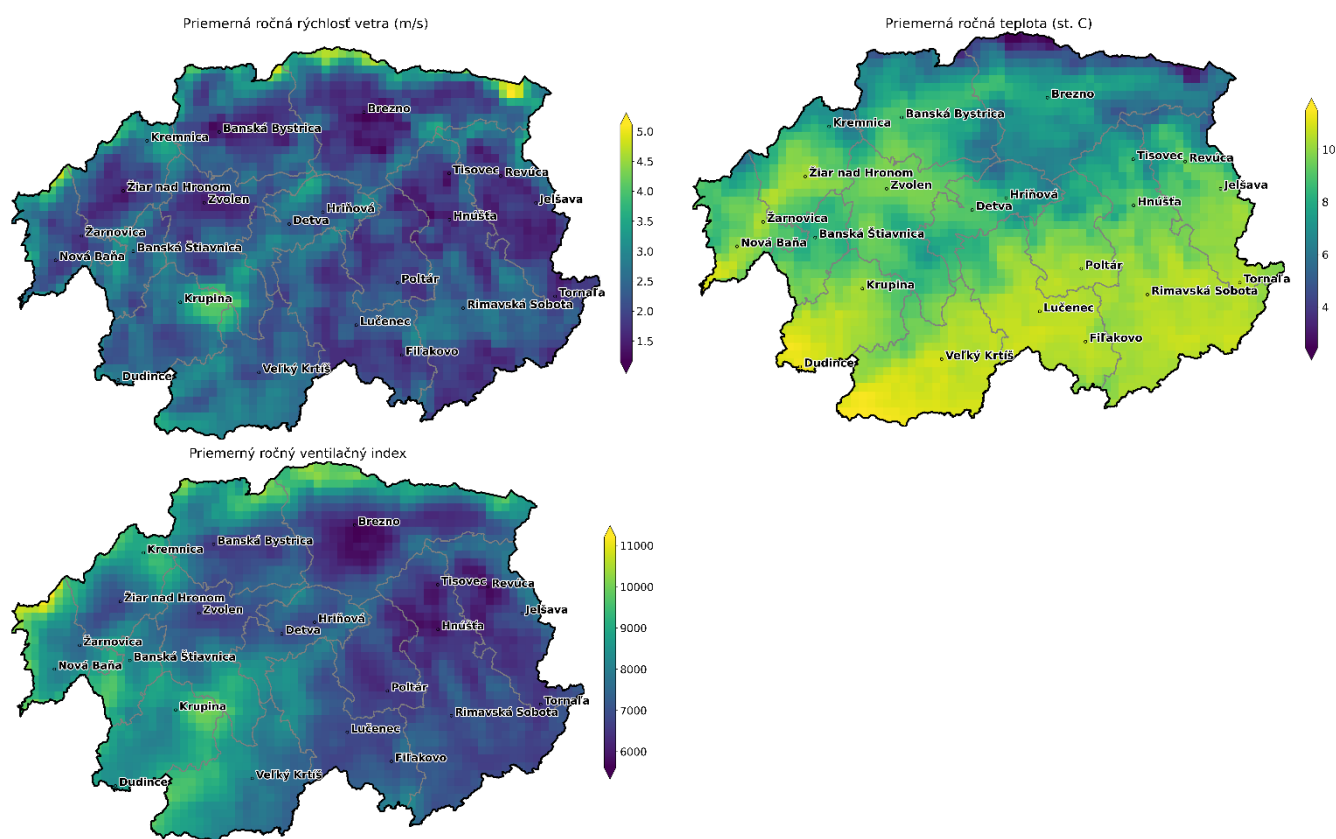 Priemerná ročná rýchlosť vetra (m/s)
Brezno
Banská Bystrica
Kremnica
Tisovec
Revúca
Žiar nad Hronom
Zvolen
Jelšava
Hriňová
Hnúšťa
Detva
Žarnovica
Banská Štiavnica
Nová Baňa
Poltár
Tornaľa
Krupina
Rimavská Sobota
Lučenec
Fiľakovo
Veľký Krtíš
Dudince
5.0
4.5
4.0
3.5
3.0
2.5
2.0
1.5
Priemerná ročná teplota (st. C)
Brezno
Banská Bystrica
Kremnica
Tisovec
Revúca
Žiar nad Hronom
Zvolen
Jelšava
Hriňová
Hnúšťa
Detva
Žarnovica
Banská Štiavnica
Nová Baňa
Poltár
Tornaľa
Krupina
Rimavská Sobota
Lučenec
Fiľakovo
Veľký Krtíš
Dudince
10
8
6
4
Priemerný ročný ventilačný index
Brezno
Banská Bystrica
Kremnica
Tisovec
Revúca
Žiar nad Hronom
Zvolen
Jelšava
Hriňová
Hnúšťa
Detva
Žarnovica
Banská Štiavnica
Nová Baňa
Poltár
Tornaľa
Krupina
Rimavská Sobota
Lučenec
Fiľakovo
Veľký Krtíš
Dudince
11000
10000
9000
8000
7000
6000